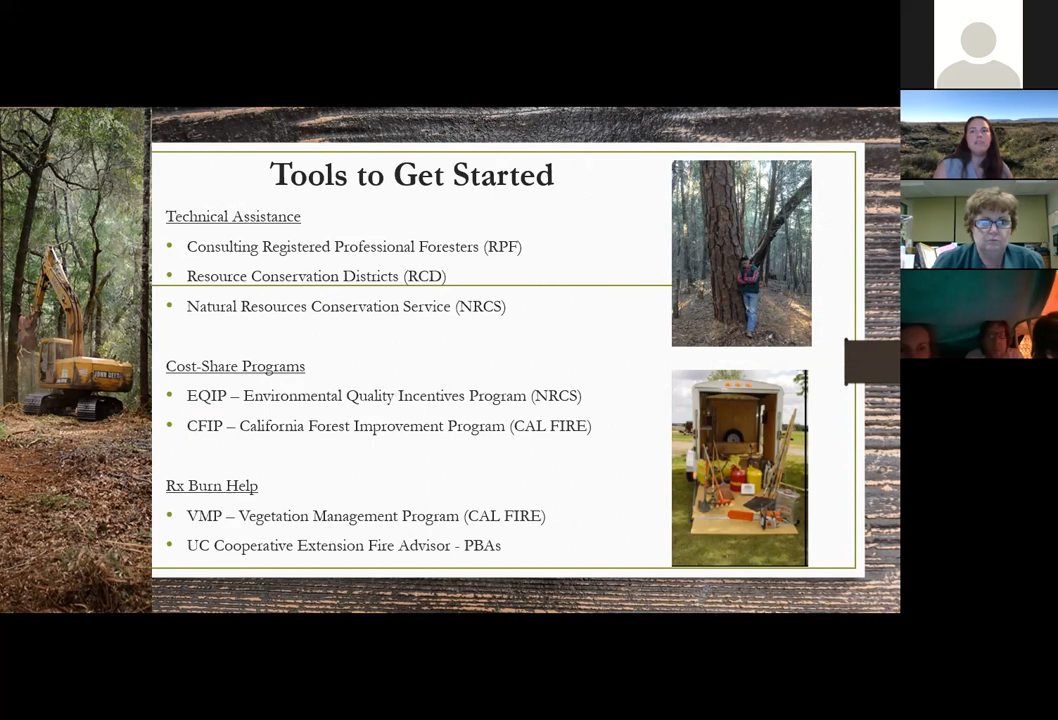 Tools to Get Started
Technical Assistance
• Consulting Registered Professional Foresters (RPF)
• Resource Conservation Districts (RCD)
• Natural Resources Conservation Service (NRCS)
Cost-Share Programs
• EQIP – Environmental Quality Incentives Program (NRCS)
• CFIP – California Forest Improvement Program (CAL FIRE)
Rx Burn Help
• VMP – Vegetation Management Program (CAL FIRE)
• UC Cooperative Extension Fire Advisor - PBAs
JOHN DEERE